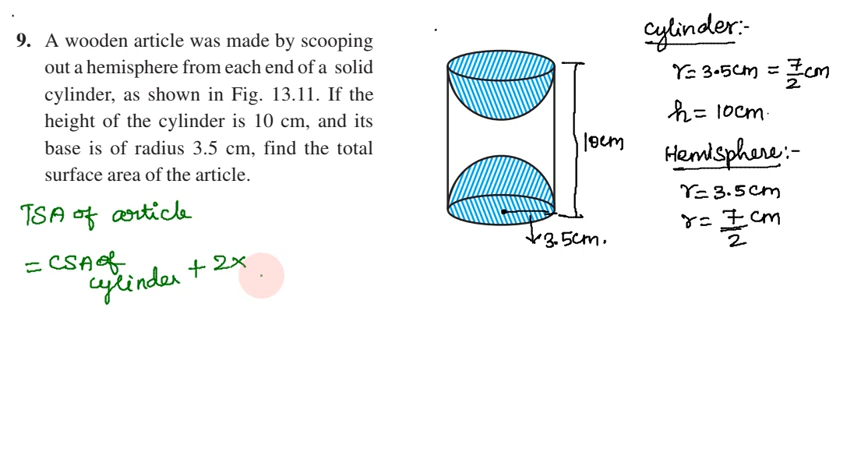 9. A wooden article was made by scooping
out a hemisphere from each end of a solid
cylinder, as shown in Fig. 13.11. If the
height of the cylinder is 10 cm, and its
base is of radius 3.5 cm, find the total
surface area of the article.
TSA of article
= CSA of cylinder + 2×
10cm
3.5cm.
Cylinder:-
r= 3.5cm = 7/2 cm
h = 10cm.
Hemisphere:-
r= 3.5cm
r= 7/2 cm